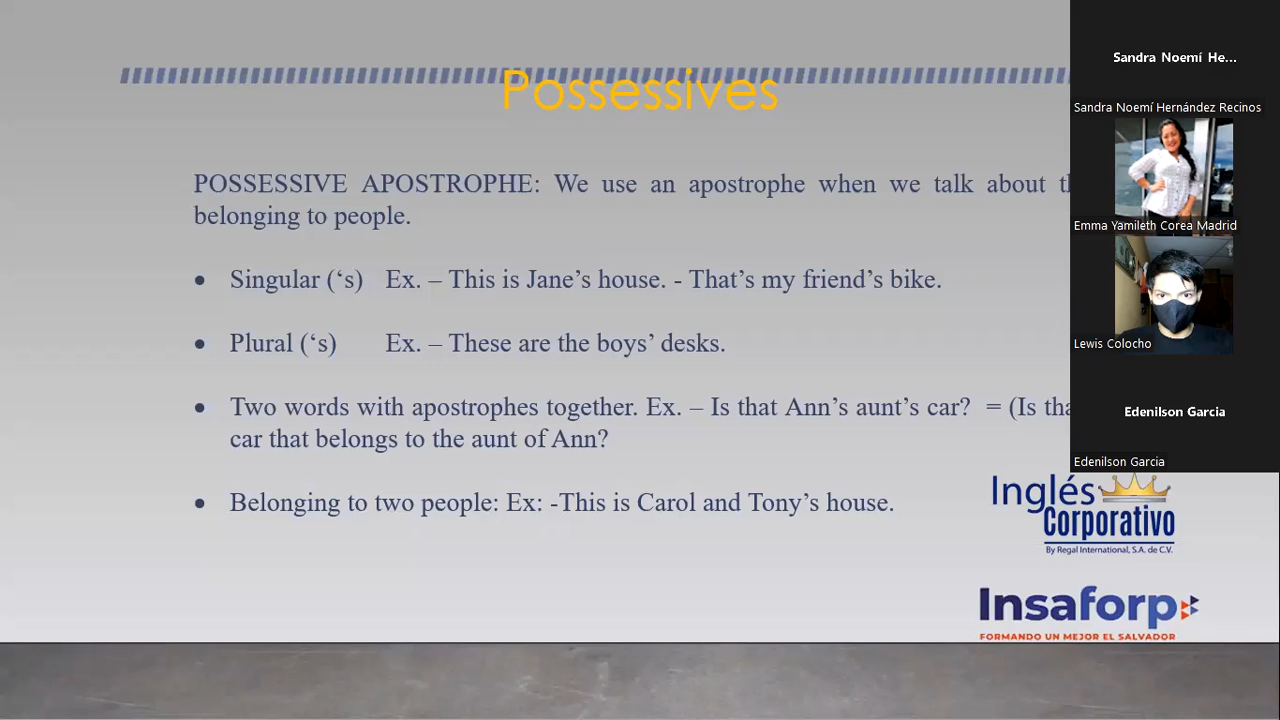 Possessives
POSSESSIVE APOSTROPHE: We use an apostrophe when we talk about
belonging to people.
• Singular (‘s) Ex. – This is Jane’s house. - That’s my friend’s bike.
• Plural (‘s) Ex. – These are the boys’ desks.
• Two words with apostrophes together. Ex. – Is that Ann’s aunt’s car? = (Is
car that belongs to the aunt of Ann?
• Belonging to two people: Ex: -This is Carol and Tony’s house.
Sandra Noemí He...
Sandra Noemí Hernández Recinos
Emma Yamileth Corea Madrid
Lewis Colocho
Edenilson Garcia
Edenilson Garcia
Inglés
Corporativo
By Regal International, S.A. de C.V.
Insaforp
FORMANDO UN MEJOR EL SALVADOR